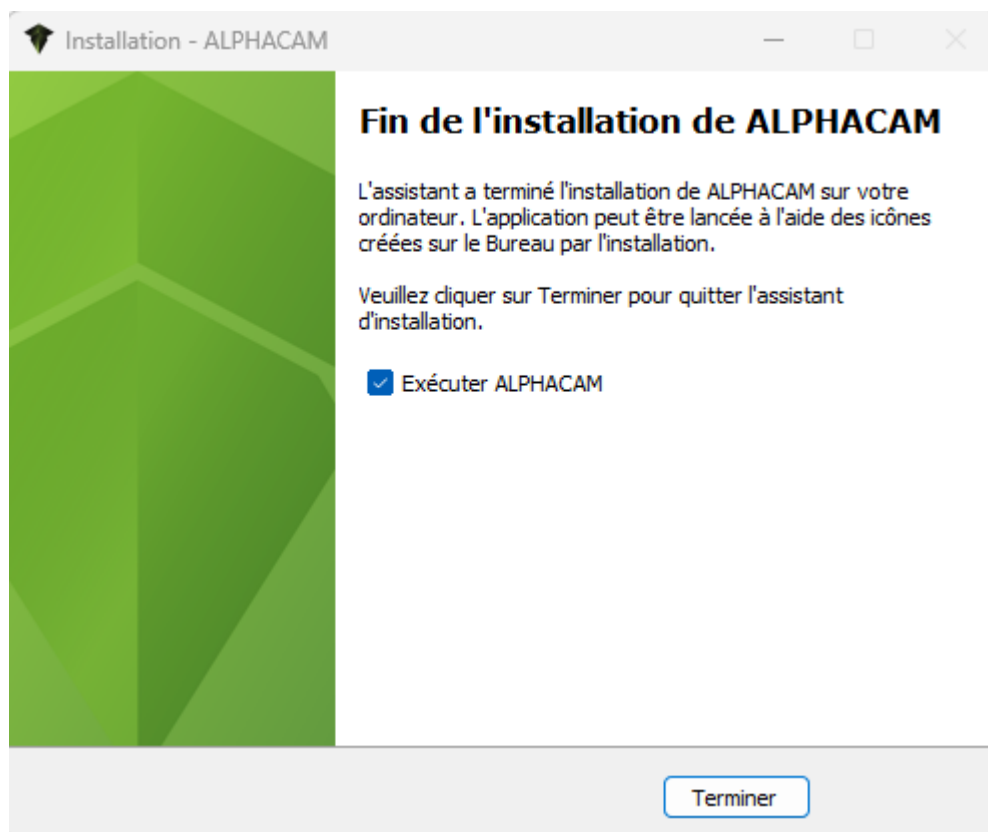 Installation - ALPHACAM
Fin de l'installation de ALPHACAM
L'assistant a terminé l'installation de ALPHACAM sur votre
ordinateur. L'application peut être lancée à l'aide des icônes
créées sur le Bureau par l'installation.
Veuillez cliquer sur Terminer pour quitter l'assistant
d'installation.
Exécuter ALPHACAM
Terminer